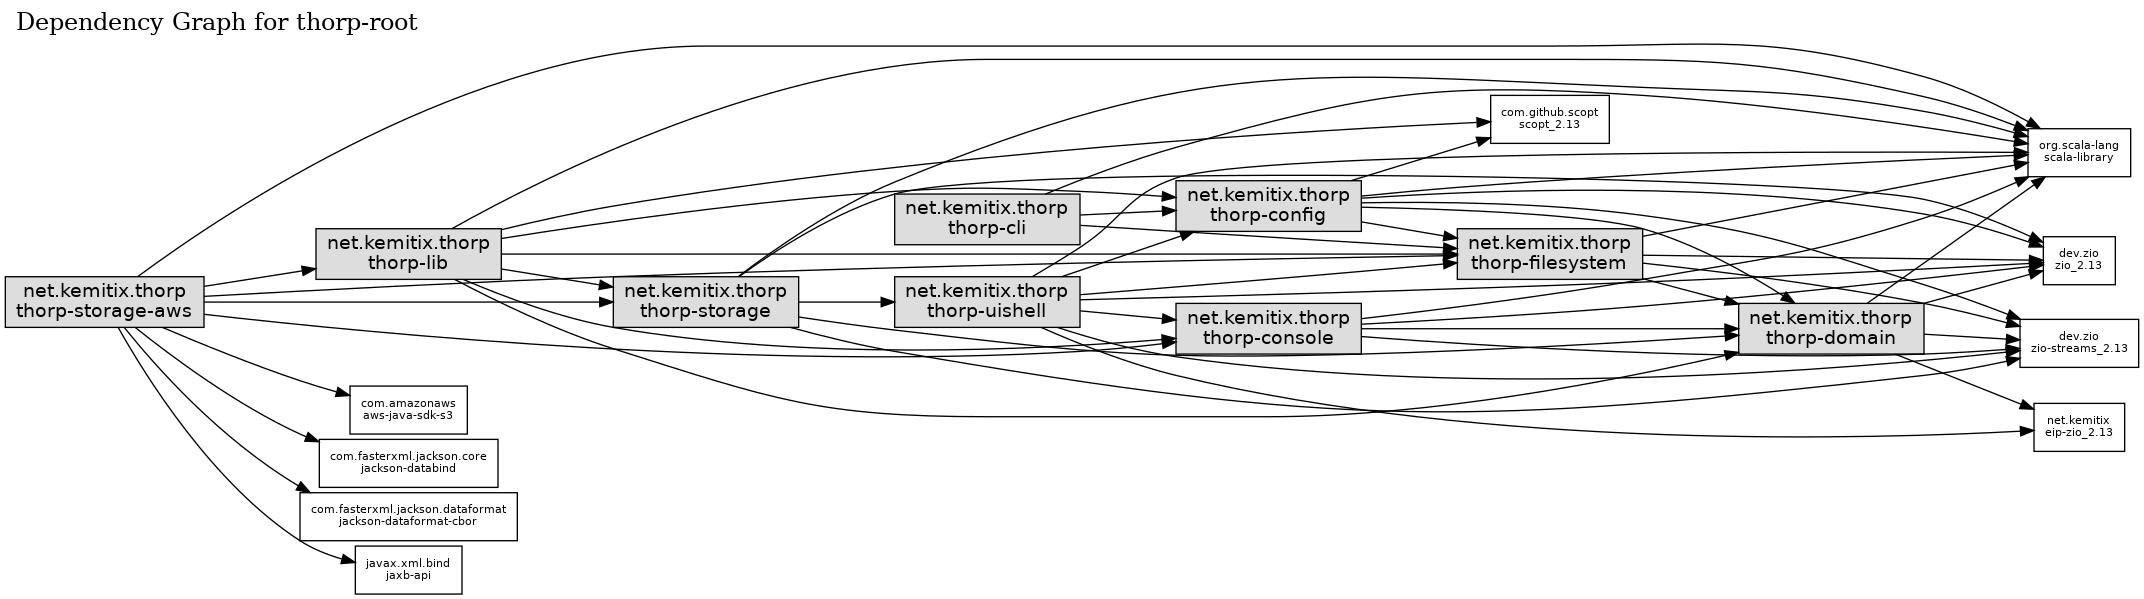 Dependency Graph for thorp-root
net.kemitix.thorp
thorp-storage-aws
net.kemitix.thorp
thorp-lib
com.amazonaws
aws-java-sdk-s3
com.fasterxml.jackson.core
jackson-databind
com.fasterxml.jackson.dataformat
jackson-dataformat-cbor
javax.xml.bind
jaxb-api
net.kemitix.thorp
thorp-storage
net.kemitix.thorp
thorp-cli
net.kemitix.thorp
thorp-uishell
net.kemitix.thorp
thorp-config
net.kemitix.thorp
thorp-console
com.github.scopt
scopt_2.13
net.kemitix.thorp
thorp-filesystem
net.kemitix.thorp
thorp-domain
org.scala-lang
scala-library
dev.zio
zio_2.13
dev.zio
zio-streams_2.13
net.kemitix
eip-zio_2.13